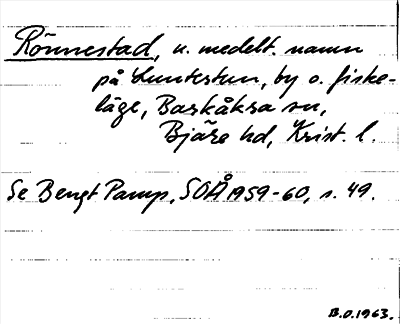 Rönnestad, n. medelt. namn
på Luntertun, by o. fiske-
läge, Barkåkra sn,
Bjäre hd, Krist. l.
Se Bengt Pamp, SOÅ 1959-60, s. 49.
B.O.1963.